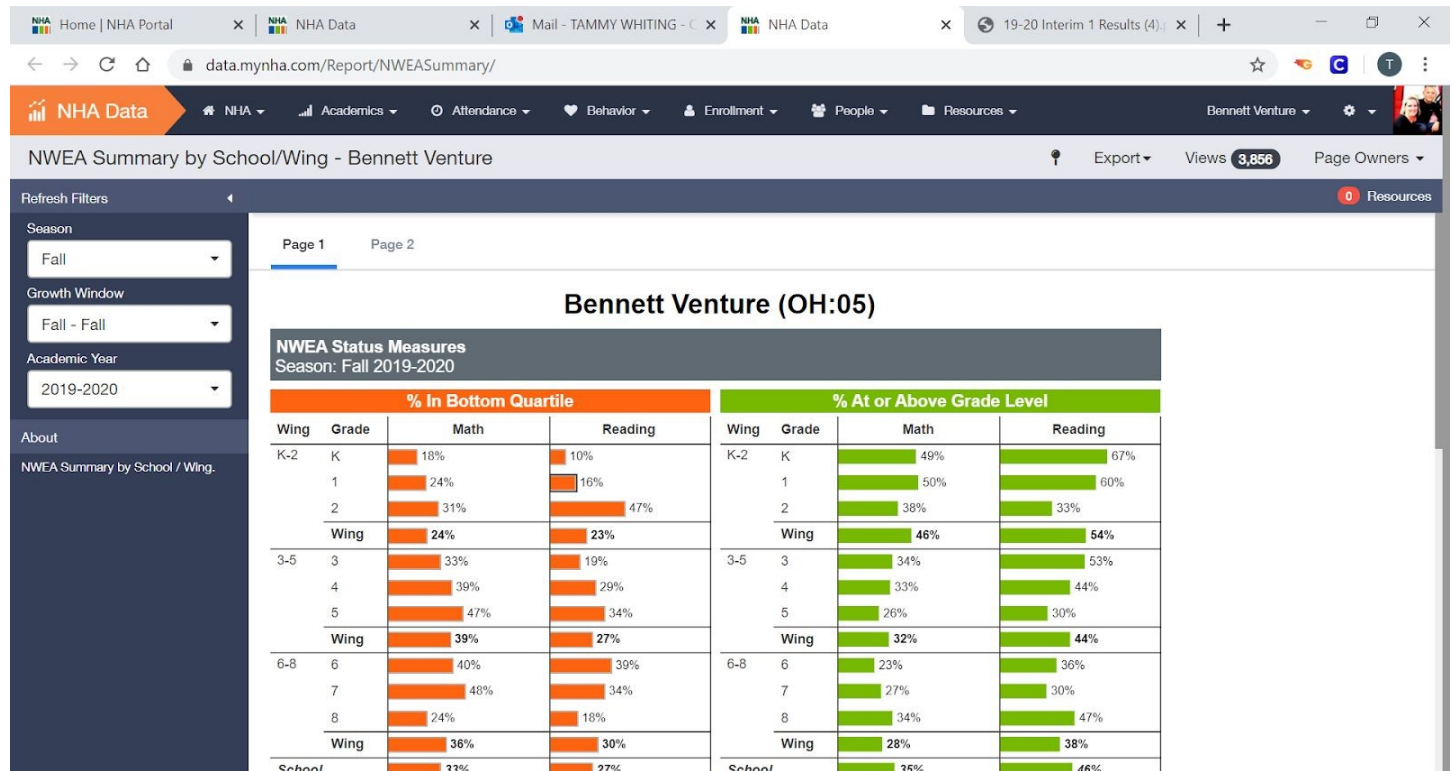 NHA Home | NHA Portal NHA NHA Data Mail - TAMMY WHITING - NHA NHA Data 19-20 Interim 1 Results (4).
data.mynha.com/Report/NWEASummary/ G C T
NHA Data NHA Academics Attendance Behavior Enrollment People Resources Bennett Venture
NWEA Summary by School/Wing - Bennett Venture Export Views 3,856 Page Owners
Refresh Filters 0 Resources
Season
Fall
Growth Window
Fall - Fall
Academic Year
2019-2020
About
NWEA Summary by School / Wing.
Page 1 Page 2
Bennett Venture (OH:05)
NWEA Status Measures
Season: Fall 2019-2020
% In Bottom Quartile % At or Above Grade Level
Wing Grade Math Reading Wing Grade Math Reading
K-2 K 18% 10% K-2 K 49% 67%
1 24% 16% 1 50% 60%
2 31% 47% 2 38% 33%
Wing 24% 23% Wing 46% 54%
3-5 3 33% 19% 3-5 3 34% 53%
4 39% 29% 4 33% 44%
5 47% 34% 5 26% 30%
Wing 39% 27% Wing 32% 44%
6-8 6 40% 39% 6-8 6 23% 36%
7 48% 34% 7 27% 30%
8 24% 18% 8 34% 47%
Wing 36% 30% Wing 28% 38%
School 33% 27% School 35% 46%